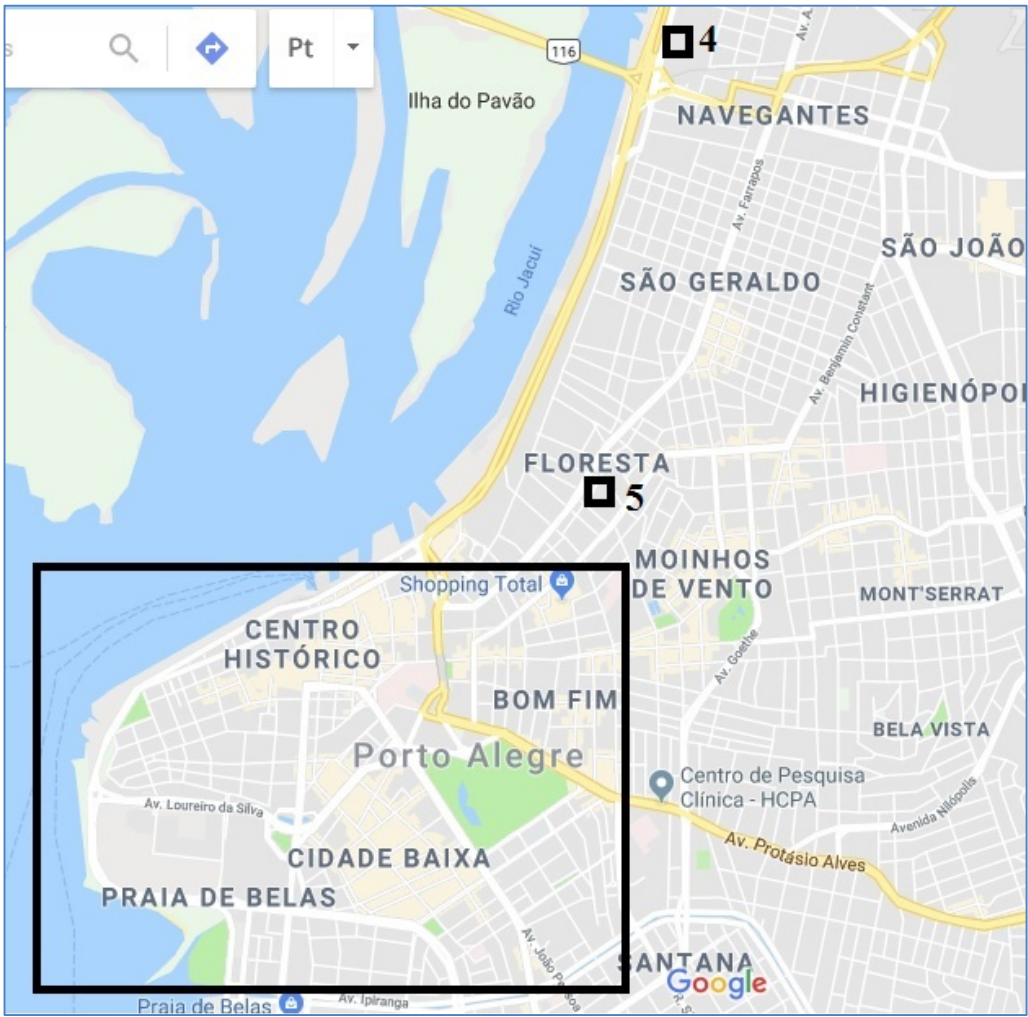 s
Pt
116
4
Ilha do Pavão
Av. A.
NAVEGANTES
Av. Farrapos
Rio Jacuí
SÃO JOÃO
SÃO GERALDO
Av. Benjamin Constant
HIGIENÓPOI
FLORESTA
5
MOINHOS
DE VENTO
Shopping Total
MONT'SERRAT
CENTRO
HISTÓRICO
Av. Goethe
BOM FIM
BELA VISTA
Porto Alegre
Centro de Pesquisa
Clínica - HCPA
Av. Loureiro da Silva
Avenida Nilópolis
Av. Protásio Alves
CIDADE BAIXA
PRAIA DE BELAS
Av. João Pessoa
SANTANA
Google
Praia de Belas
Av. Ipiranga